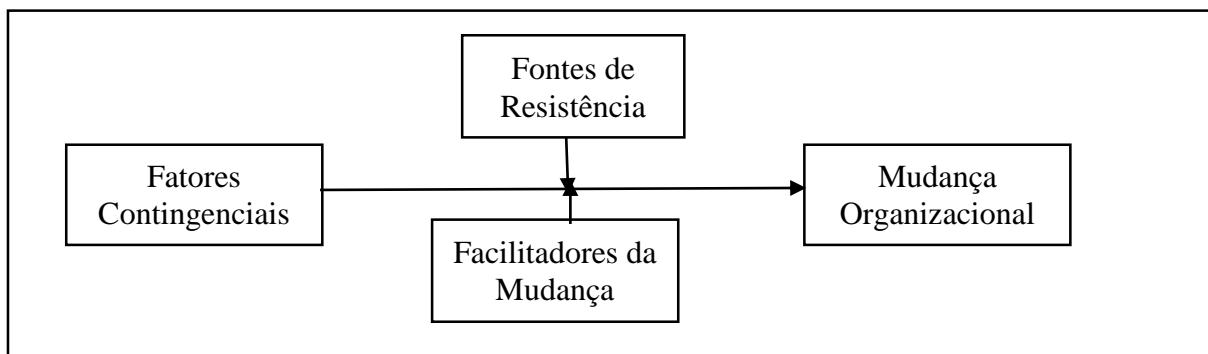 Fontes de
Resistência
Fatores
Contingenciais
Mudança
Organizacional
Facilitadores da
Mudança